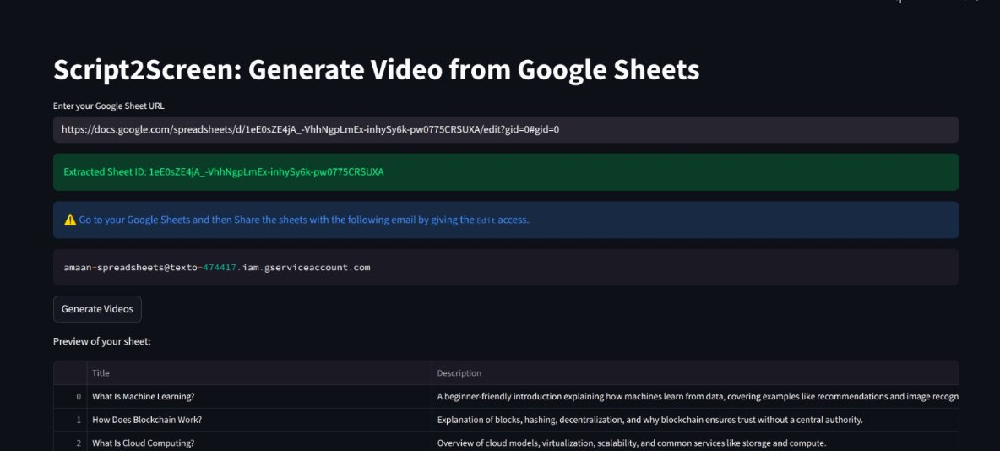 Script2Screen: Generate Video from Google Sheets
Enter your Google Sheet URL
https://docs.google.com/spreadsheets/d/1eE0sZE4jA_-VhhNgpLmEx-inhySy6k-pw0775CRSUXA/edit?gid=0#gid=0
Extracted Sheet ID: 1eE0sZE4jA_-VhhNgpLmEx-inhySy6k-pw0775CRSUXA
⚠️ Go to your Google Sheets and then Share the sheets with the following email by giving the Edit access.
amaan-spreadsheets@texto-474417.iam.gserviceaccount.com
Generate Videos
Preview of your sheet:
Title Description
0 What Is Machine Learning? A beginner-friendly introduction explaining how machines learn from data, covering examples like recommendations and image recogn
1 How Does Blockchain Work? Explanation of blocks, hashing, decentralization, and why blockchain ensures trust without a central authority.
2 What Is Cloud Computing? Overview of cloud models, virtualization, scalability, and common services like storage and compute.